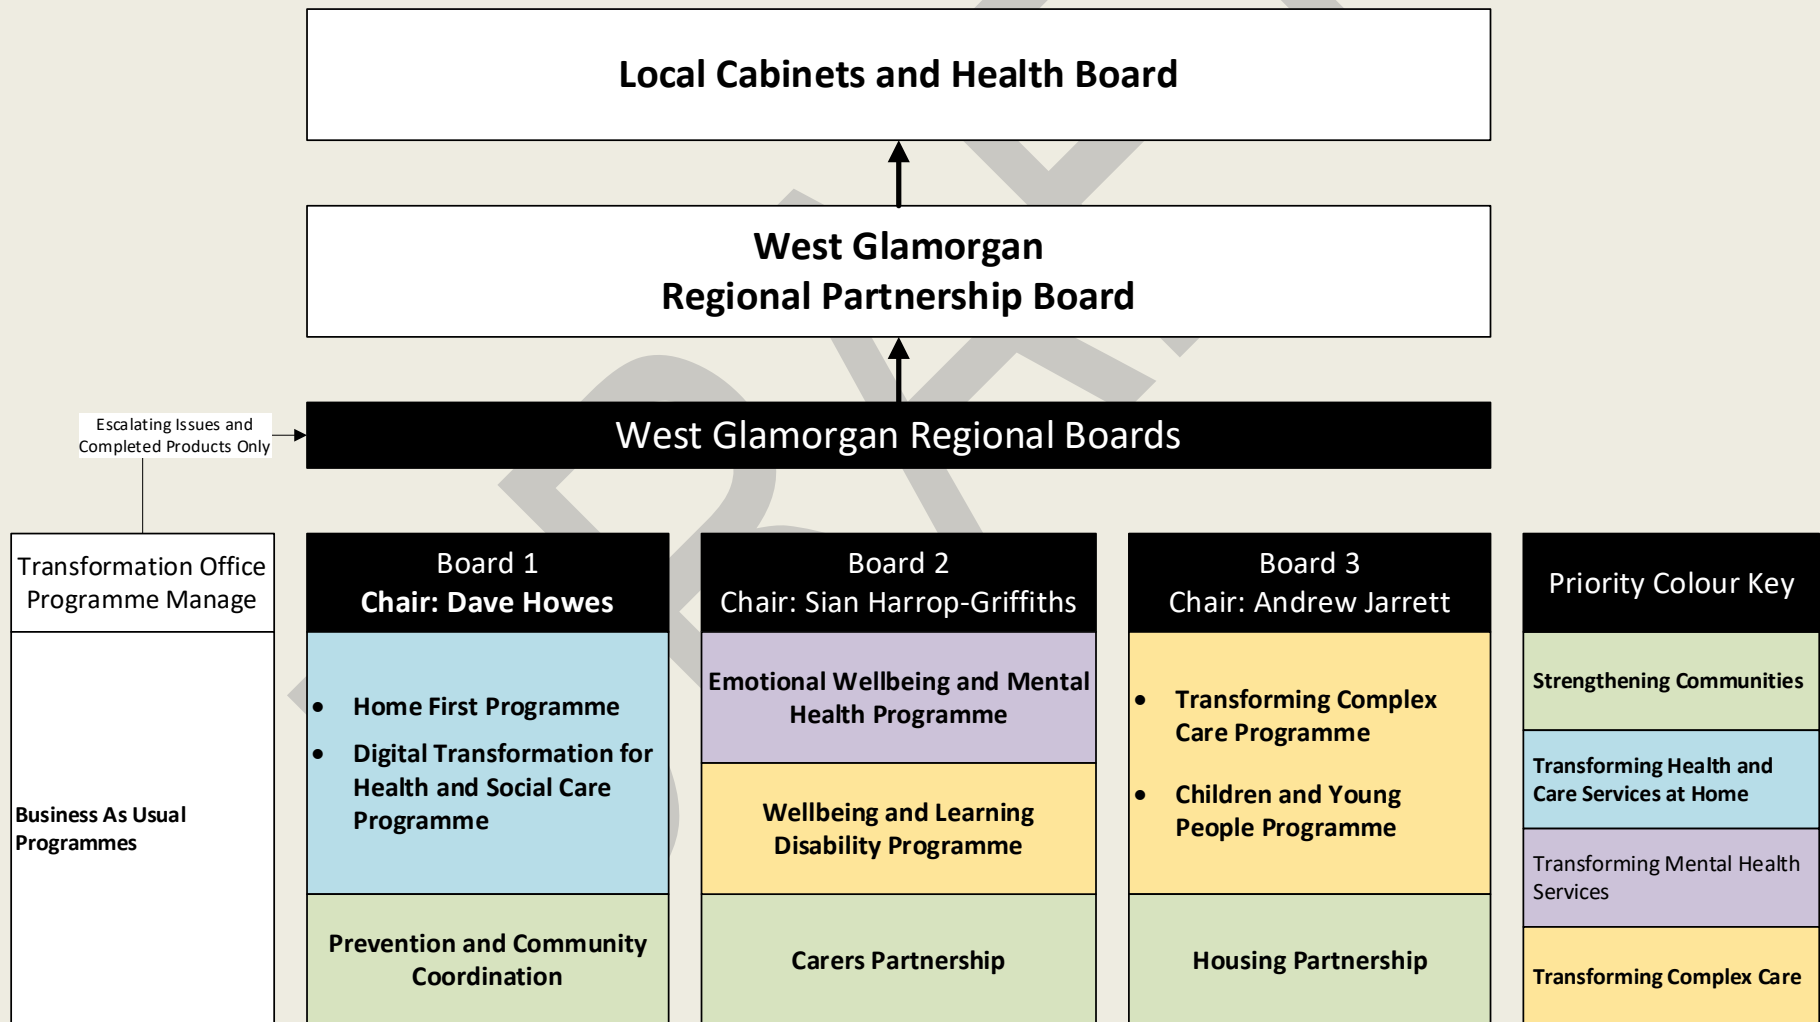 Local Cabinets and Health Board
West Glamorgan
Regional Partnership Board
Escalating Issues and
Completed Products Only
West Glamorgan Regional Boards
Transformation Office
Programme Manage
Business As Usual
Programmes
Board 1
Chair: Dave Howes
• Home First Programme
• Digital Transformation for
Health and Social Care
Programme
Prevention and Community
Coordination
Board 2
Chair: Sian Harrop-Griffiths
Emotional Wellbeing and Mental
Health Programme
Wellbeing and Learning
Disability Programme
Carers Partnership
Board 3
Chair: Andrew Jarrett
• Transforming Complex
Care Programme
• Children and Young
People Programme
Housing Partnership
Priority Colour Key
Strengthening Communities
Transforming Health and
Care Services at Home
Transforming Mental Health
Services
Transforming Complex Care